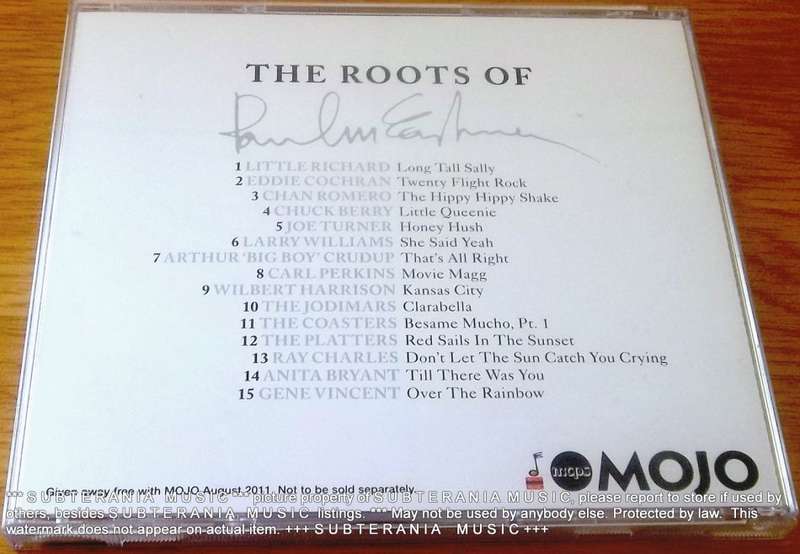 THE ROOTS OF
Paul McCartney
1 LITTLE RICHARD Long Tall Sally
2 EDDIE COCHRAN Twenty Flight Rock
3 CHAN ROMERO The Hippy Hippy Shake
4 CHUCK BERRY Little Queenie
5 JOE TURNER Honey Hush
6 LARRY WILLIAMS She Said Yeah
7 ARTHUR 'BIG BOY' CRUDUP That's All Right
8 CARL PERKINS Movie Magg
9 WILBERT HARRISON Kansas City
10 THE JODIMARS Clarabella
11 THE COASTERS Besame Mucho, Pt. 1
12 THE PLATTERS Red Sails In The Sunset
13 RAY CHARLES Don't Let The Sun Catch You Crying
14 ANITA BRYANT Till There Was You
15 GENE VINCENT Over The Rainbow
mcps MOJO
Given away free with MOJO August 2011. Not to be sold separately
*** S U B T E R A N I A   M U S I C *** picture property of S U B T E R A N I A  M U S I C, please report to store if used by
others, besides S U B T E R A N I A   M U S I C  listings. ****May not be used by anybody else. Protected by law.  This
watermark does not appear on actual item. +++ S U B T E R A N I A   M U S I C +++